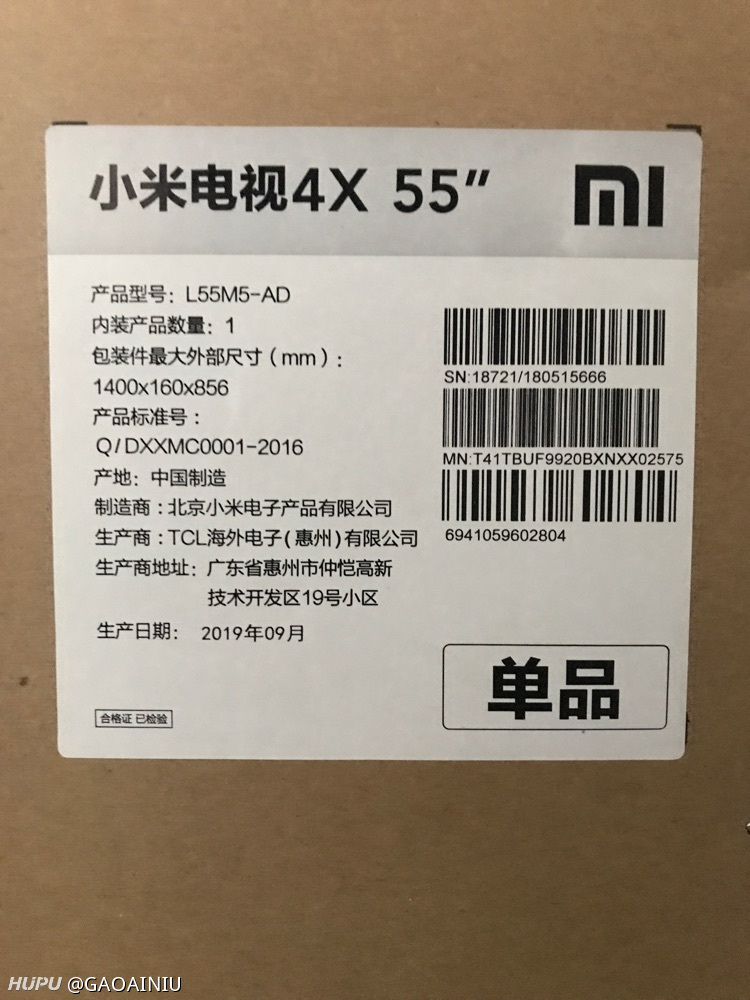 小米电视4X 55"
MI
产品型号：L55M5-AD
内装产品数量：1
包装件最大外部尺寸（mm）：
1400x160x856
产品标准号：
Q/DXXMC0001-2016
产地：中国制造
制造商：北京小米电子产品有限公司
生产商：TCL海外电子(惠州)有限公司
生产商地址：广东省惠州市仲恺高新
技术开发区19号小区
生产日期：2019年09月
合格证 已检验
SN:18721/180515666
MN:T41TBUF9920BXNXX02575
6941059602804
单品
HUPU @GAOAINIU